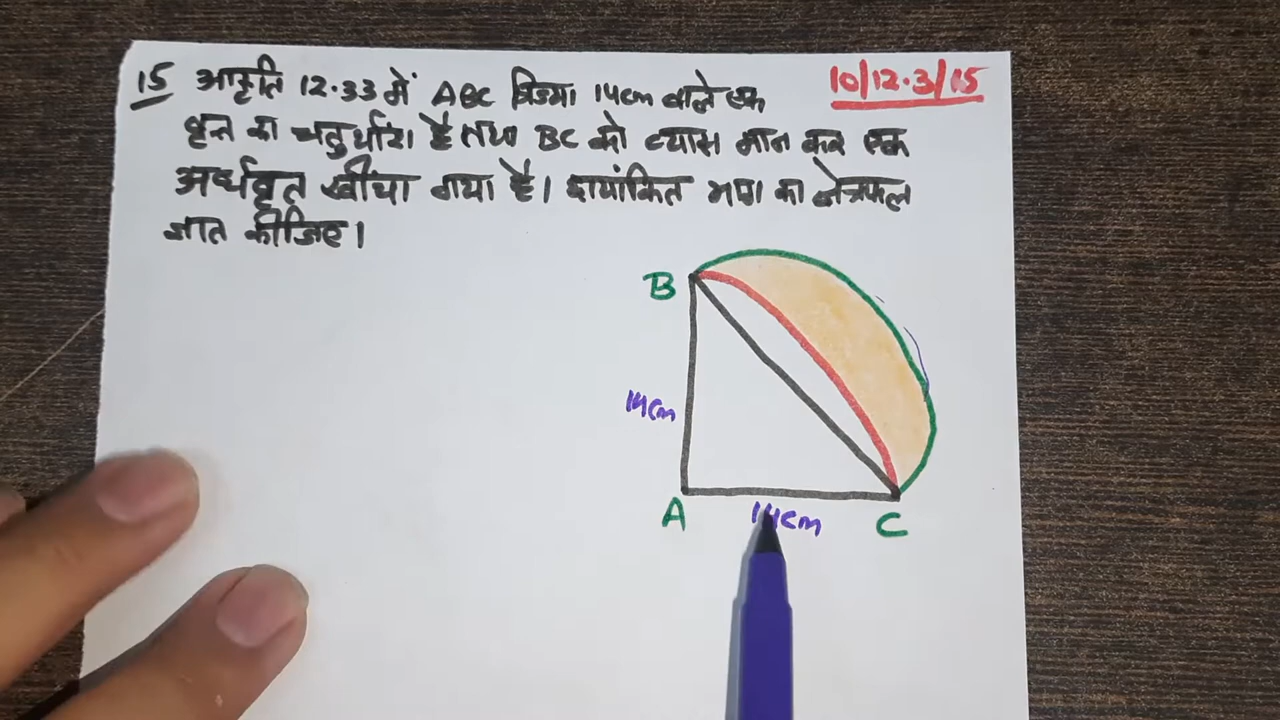 15 आकृति 12.33 में ABC त्रिज्या 14cm वाले एक
10/12.3/15
वृत्त का चतुर्थांश है तथा BC को व्यास मान कर एक
अर्धवृत खींचा गया है। छायांकित भाग का क्षेत्रफल
ज्ञात कीजिए।
B
14cm
A
14cm
C